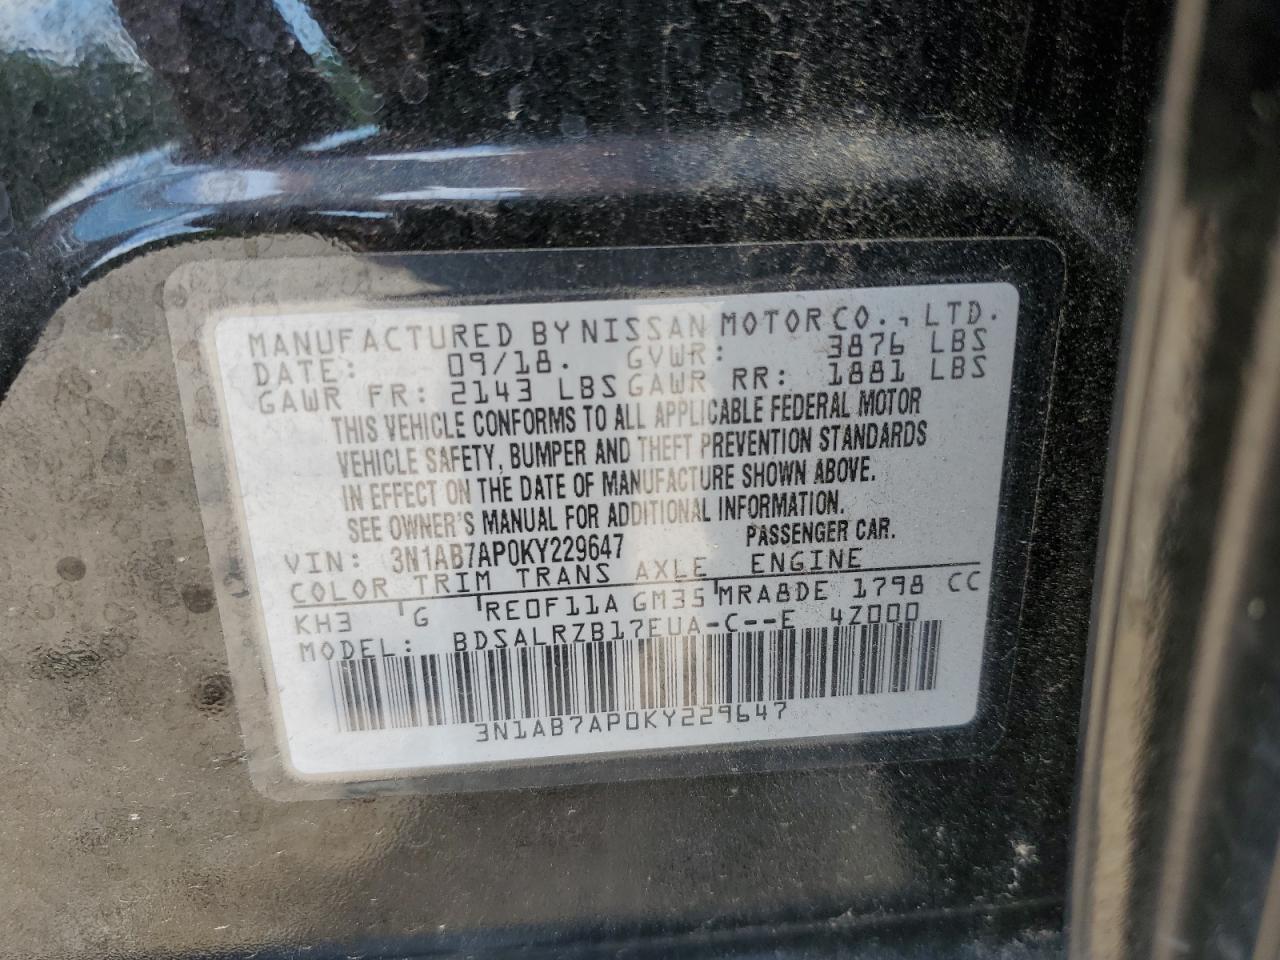 MANUFACTURED BY NISSAN MOTOR CO., LTD.
DATE: 09/18. GVWR: 3876 LBS
GAWR FR: 2143 LBS GAWR RR: 1881 LBS
THIS VEHICLE CONFORMS TO ALL APPLICABLE FEDERAL MOTOR
VEHICLE SAFETY, BUMPER AND THEFT PREVENTION STANDARDS
IN EFFECT ON THE DATE OF MANUFACTURE SHOWN ABOVE.
SEE OWNER'S MANUAL FOR ADDITIONAL INFORMATION.
VIN: 3N1AB7AP0KY229647 PASSENGER CAR.
COLOR TRIM TRANS AXLE ENGINE
KH3 G RE0F11A GM35 MRA8DE 1798 CC
MODEL: BDSALRZB17EUA-C--E 4Z000
3N1AB7AP0KY229647